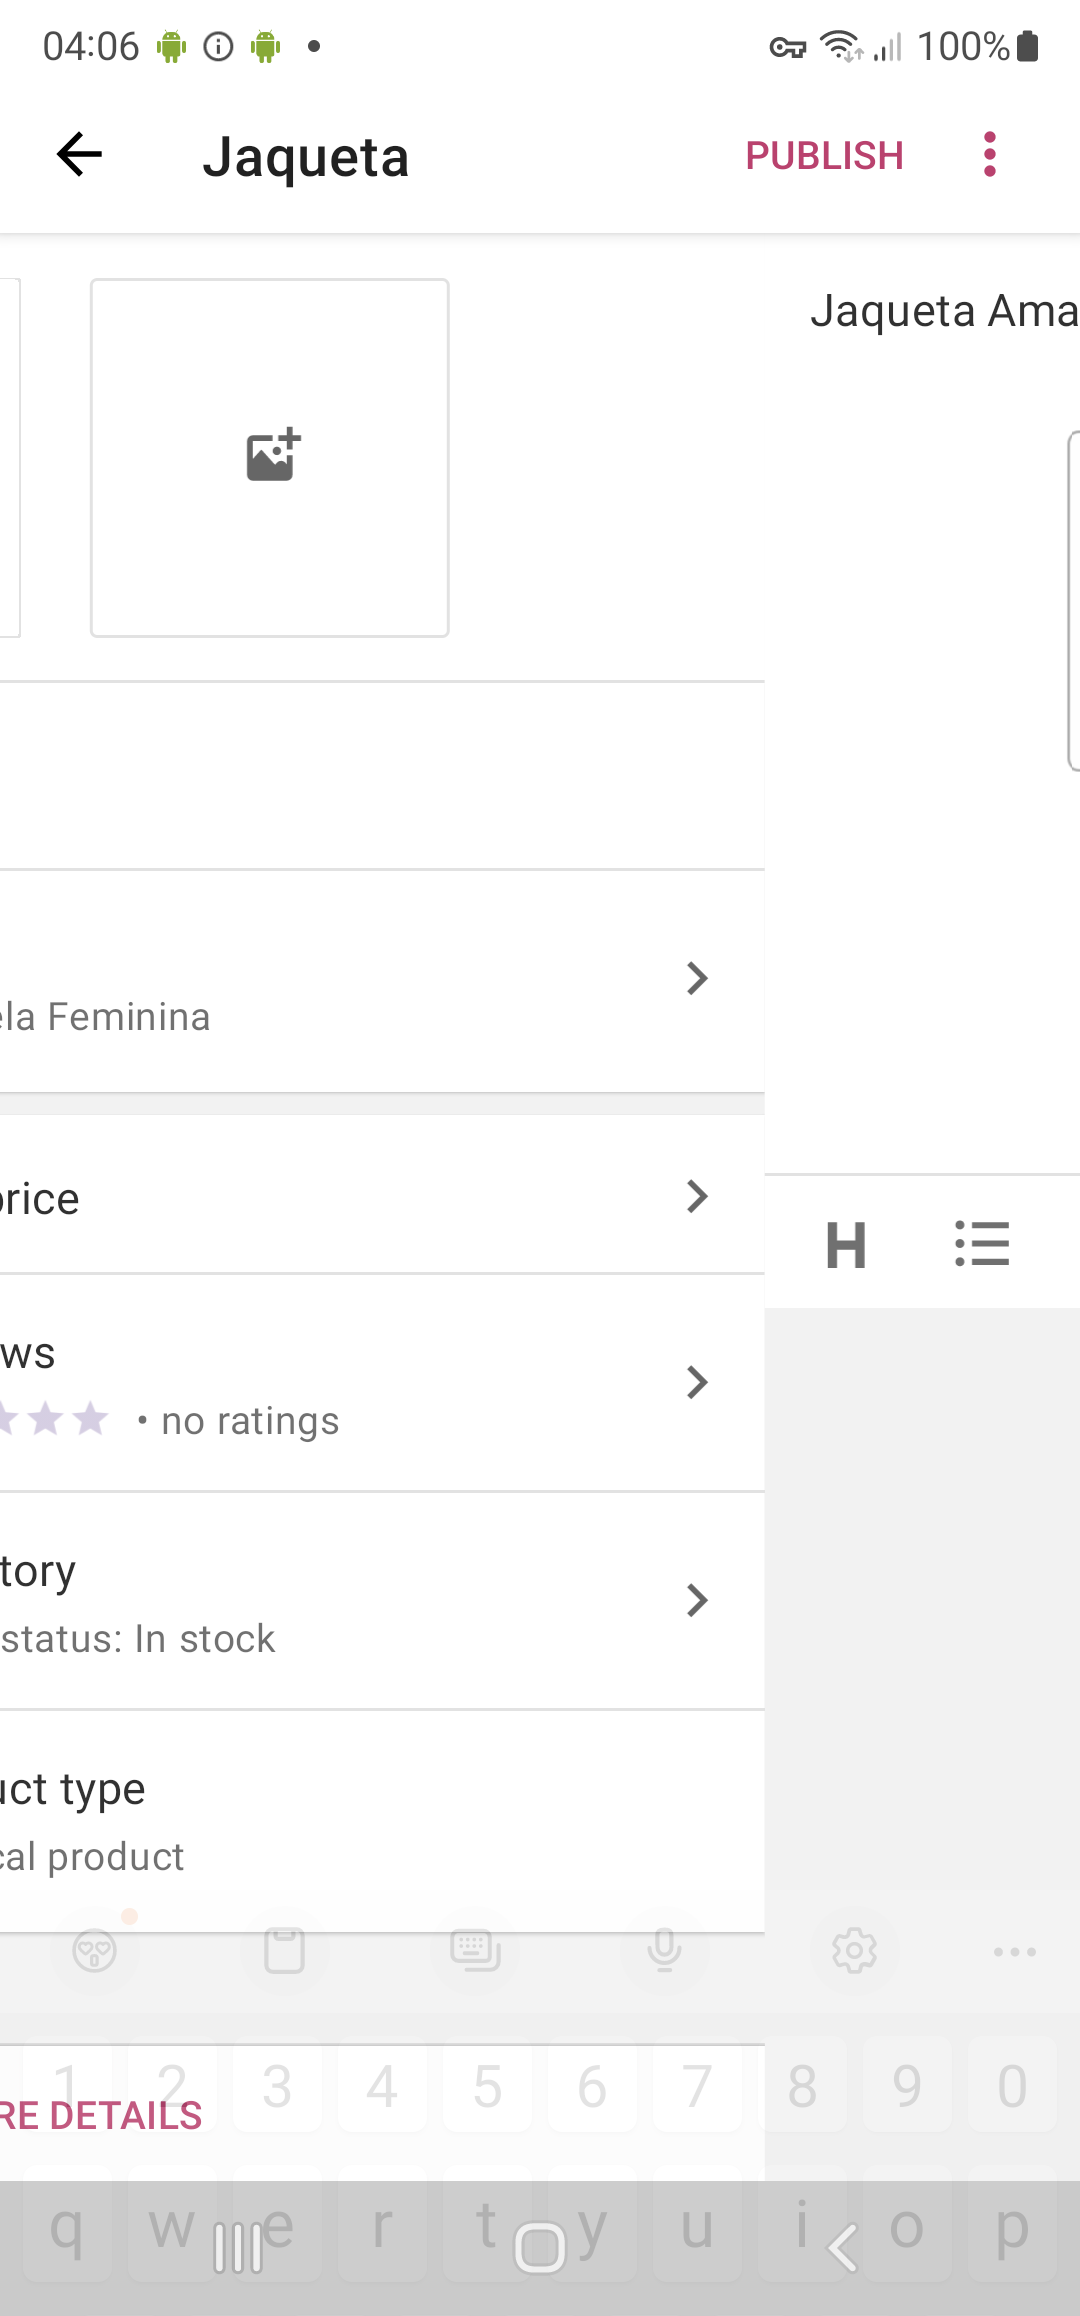 04:06 100%
Jaqueta PUBLISH
Jaqueta Ama
ela Feminina
price
H
ws
• no ratings
tory
status: In stock
uct type
cal product
1 2 3 4 5 6 7 8 9 0
RE DETAILS
q w e r t y u i o p